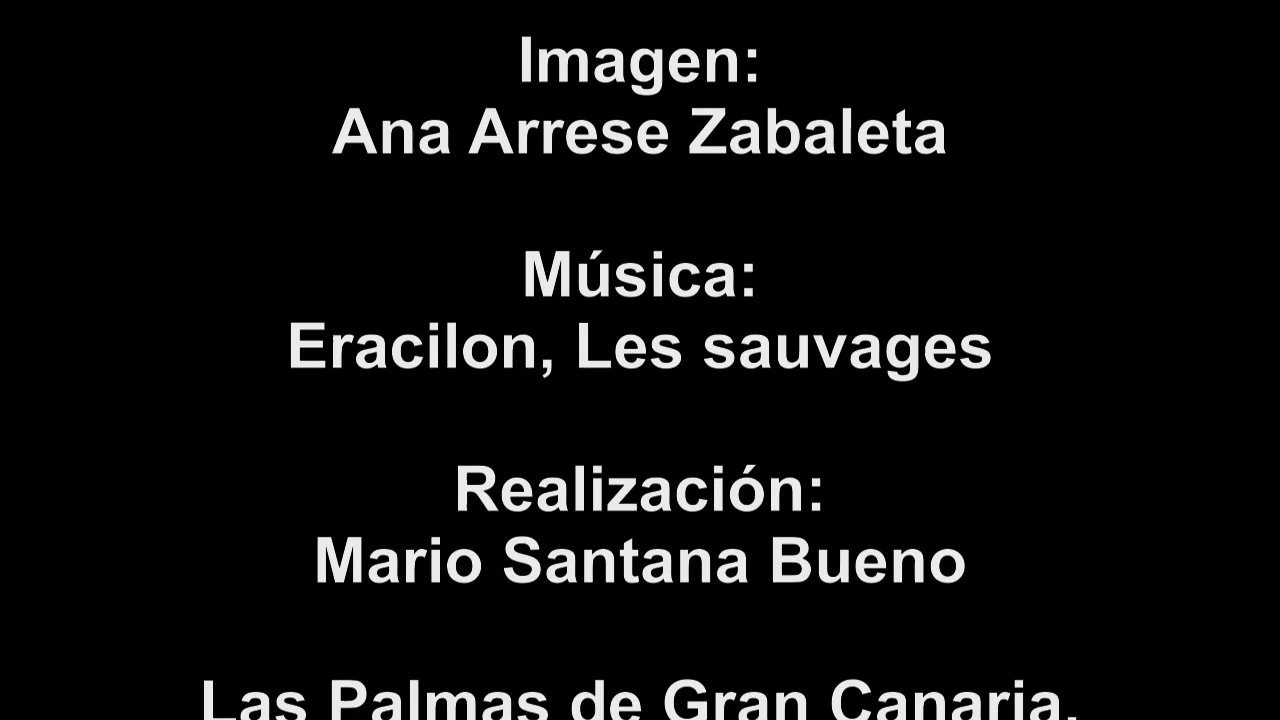 Imagen:
Ana Arrese Zabaleta
Música:
Eracilon, Les sauvages
Realización:
Mario Santana Bueno
Las Palmas de Gran Canaria.